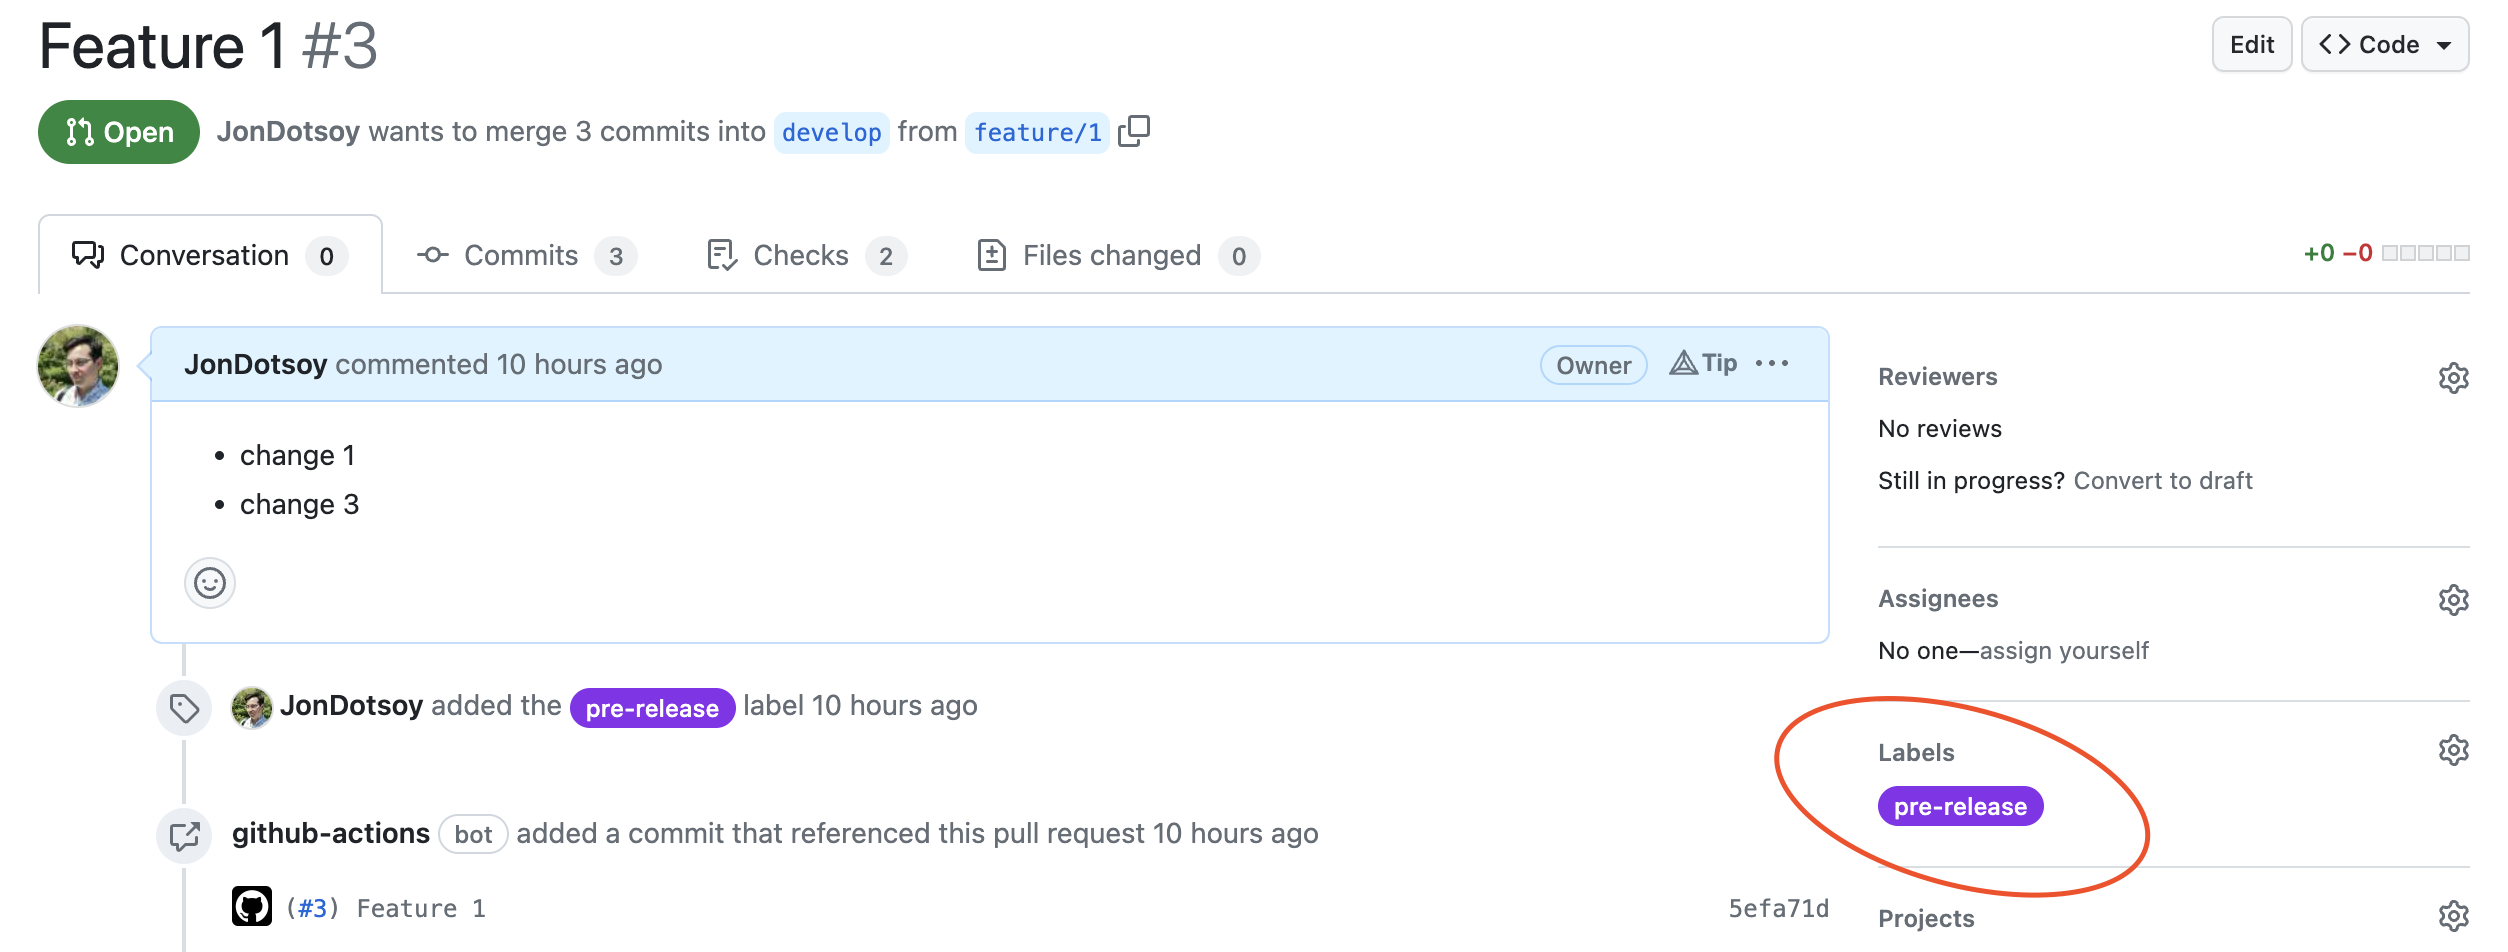 Feature 1 #3
Edit
Code
Open
JonDotsoy wants to merge 3 commits into develop from feature/1
Conversation 0
Commits 3
Checks 2
Files changed 0
+0 −0
JonDotsoy commented 10 hours ago
Owner
Tip
• change 1
• change 3
JonDotsoy added the pre-release label 10 hours ago
github-actions bot added a commit that referenced this pull request 10 hours ago
(#3) Feature 1
5efa71d
Reviewers
No reviews
Still in progress? Convert to draft
Assignees
No one—assign yourself
Labels
pre-release
Projects